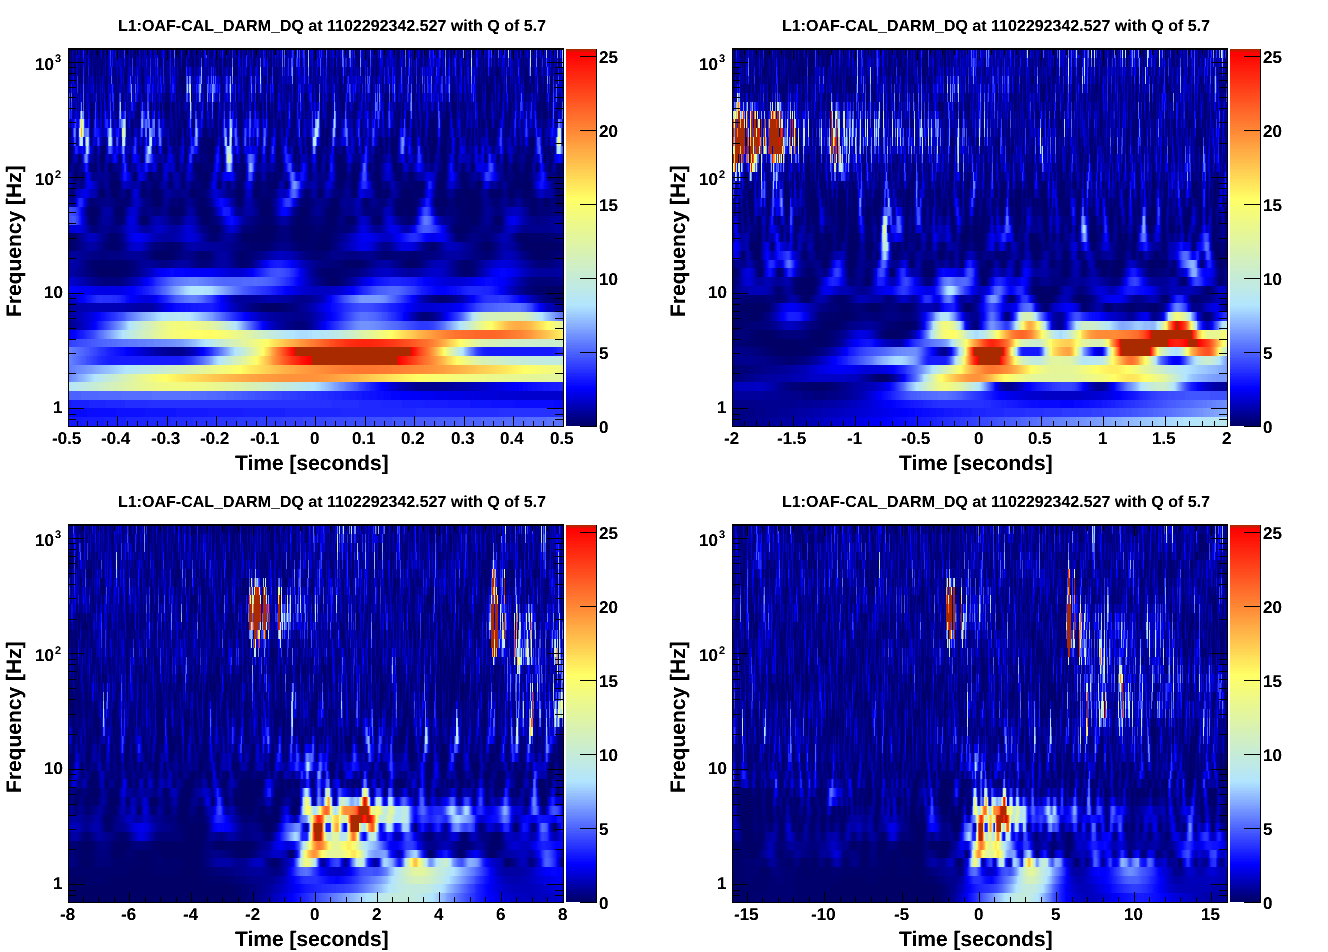 L1:OAF-CAL_DARM_DQ at 1102292342.527 with Q of 5.7
Frequency [Hz]
10³
10²
10
1
-0.5 -0.4 -0.3 -0.2 -0.1 0 0.1 0.2 0.3 0.4 0.5
Time [seconds]
25
20
15
10
5
0
L1:OAF-CAL_DARM_DQ at 1102292342.527 with Q of 5.7
Frequency [Hz]
10³
10²
10
1
-2 -1.5 -1 -0.5 0 0.5 1 1.5 2
Time [seconds]
25
20
15
10
5
0
L1:OAF-CAL_DARM_DQ at 1102292342.527 with Q of 5.7
Frequency [Hz]
10³
10²
10
1
-8 -6 -4 -2 0 2 4 6 8
Time [seconds]
25
20
15
10
5
0
L1:OAF-CAL_DARM_DQ at 1102292342.527 with Q of 5.7
Frequency [Hz]
10³
10²
10
1
-15 -10 -5 0 5 10 15
Time [seconds]
25
20
15
10
5
0